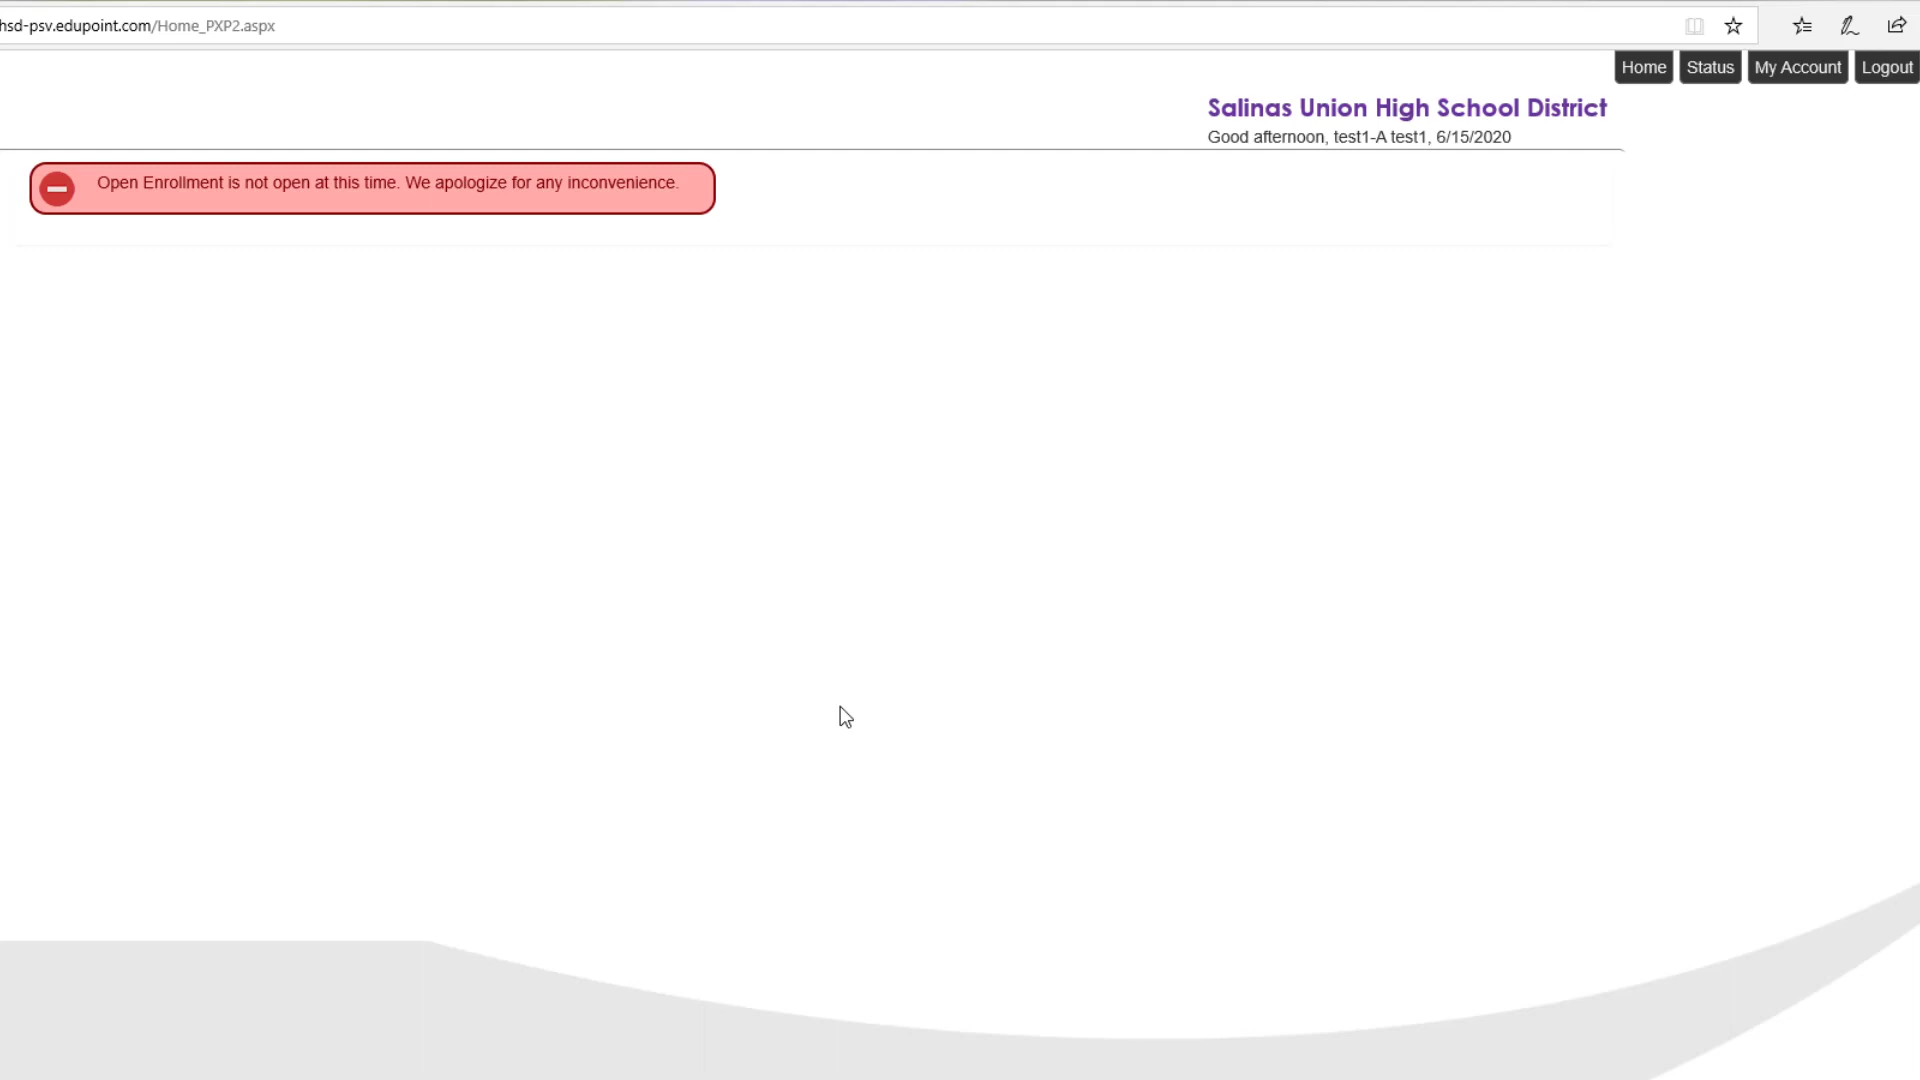 hsd-psv.edupoint.com/Home_PXP2.aspx
Home Status My Account Logout
Salinas Union High School District
Good afternoon, test1-A test1, 6/15/2020
Open Enrollment is not open at this time. We apologize for any inconvenience.